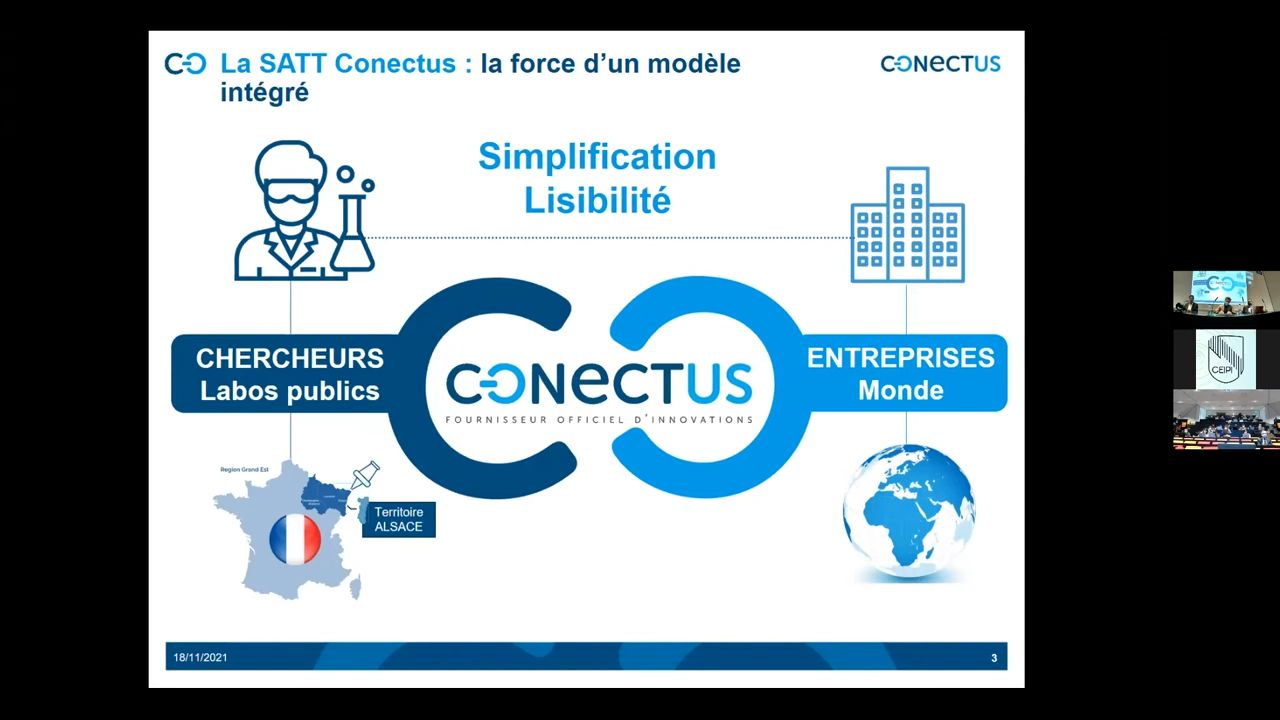 La SATT Conectus : la force d’un modèle
intégré
CONECTUS
Simplification
Lisibilité
CHERCHEURS
Labos publics
CONECTUS
FOURNISSEUR OFFICIEL D’INNOVATIONS
ENTREPRISES
Monde
Region Grand Est
Territoire
ALSACE
18/11/2021
3
CEIPI